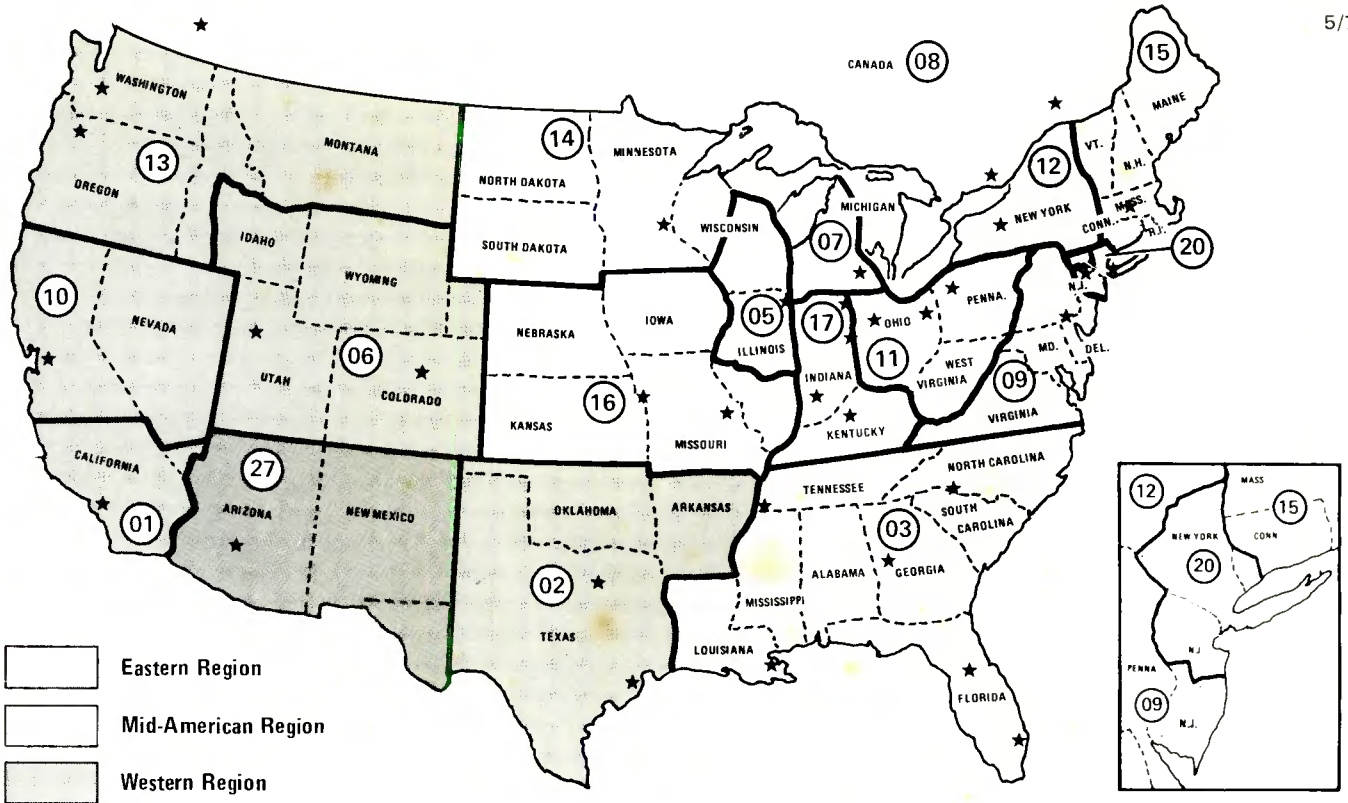 5/7
CANADA 08
15
WASHINGTON
MAINE
MONTANA
14
MINNESOTA
12
VT.
13
NORTH DAKOTA
N.H.
OREGON
MICHIGAN
NEW YORK
MASS.
IDAHO
SOUTH DAKOTA
WISCONSIN
CONN.
R.I.
07
20
WYOMING
10
NEVADA
NEBRASKA
IOWA
05
17
OHIO
PENNA.
N.J.
06
ILLINOIS
11
MD.
DEL.
UTAH
COLORADO
INDIANA
WEST
VIRGINIA
09
16
KANSAS
MISSOURI
KENTUCKY
VIRGINIA
CALIFORNIA
27
NORTH CAROLINA
01
ARIZONA
NEW MEXICO
OKLAHOMA
ARKANSAS
TENNESSEE
SOUTH
CAROLINA
03
02
ALABAMA
GEORGIA
MISSISSIPPI
TEXAS
LOUISIANA
FLORIDA
Eastern Region
Mid-American Region
Western Region
12
MASS
15
NEW YORK
CONN
20
N.J.
PENNA
09
N.J.